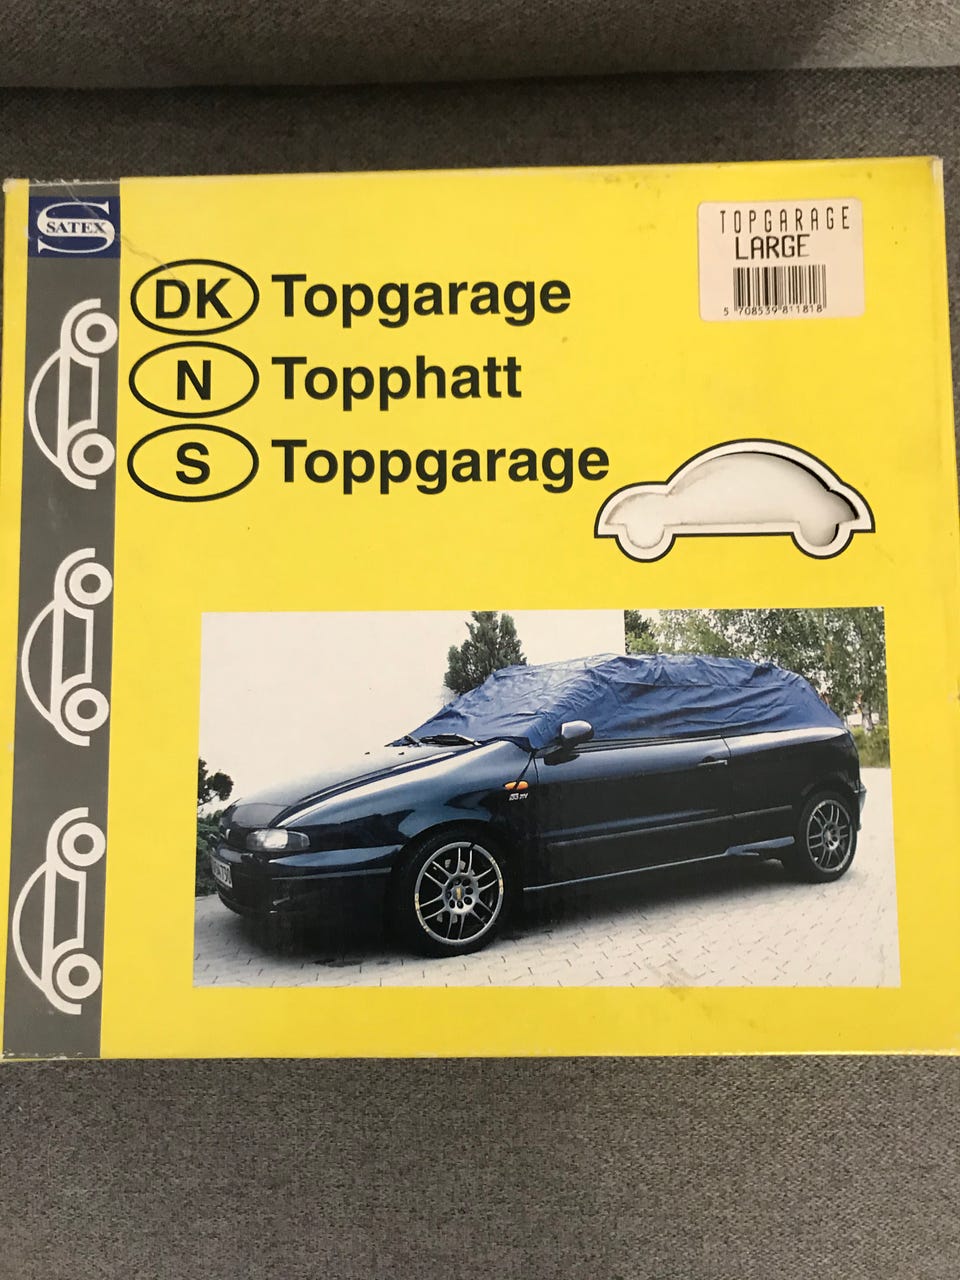 SATEX
DK Topgarage
N Topphatt
S Toppgarage
TOPGARAGE
LARGE
5 708539 811818